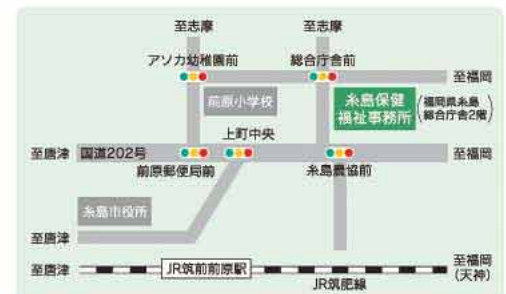 至志摩
至志摩
アソカ幼稚園前
総合庁舎前
至福岡
前原小学校
糸島保健
福祉事務所
福岡県糸島
総合庁舎2階
上町中央
至唐津
国道202号
至福岡
前原郵便局前
糸島農協前
糸島市役所
至唐津
至唐津
JR筑前前原駅
JR筑肥線
至福岡
(天神)